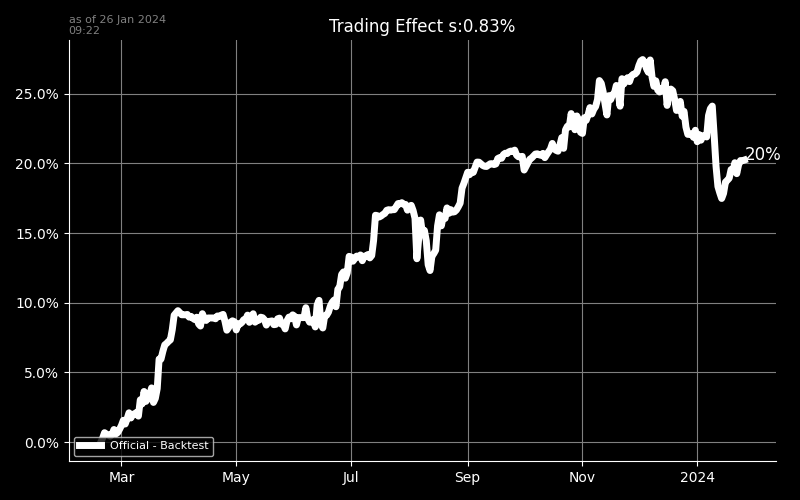 as of 26 Jan 2024
09:22
Trading Effect s:0.83%
25.0%
20.0%
15.0%
10.0%
5.0%
0.0%
20%
Official - Backtest
Mar
May
Jul
Sep
Nov
2024